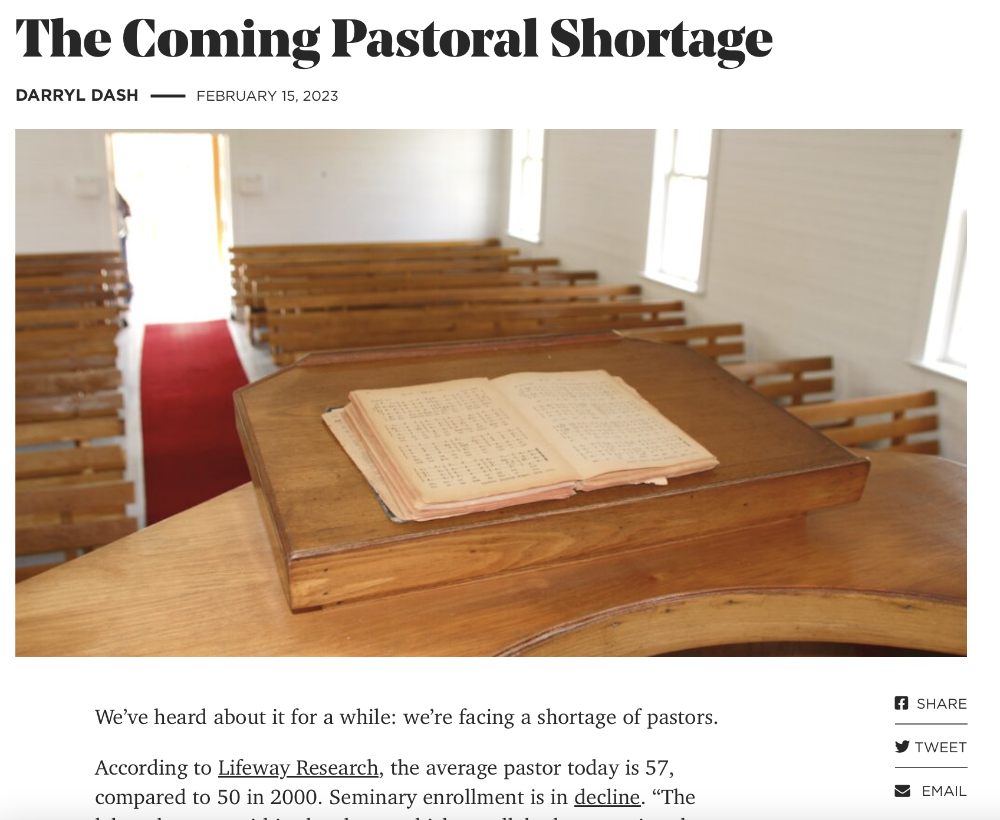 The Coming Pastoral Shortage
DARRYL DASH — FEBRUARY 15, 2023
We’ve heard about it for a while: we’re facing a shortage of pastors.
According to Lifeway Research, the average pastor today is 57,
compared to 50 in 2000. Seminary enrollment is in decline. “The
SHARE
TWEET
EMAIL